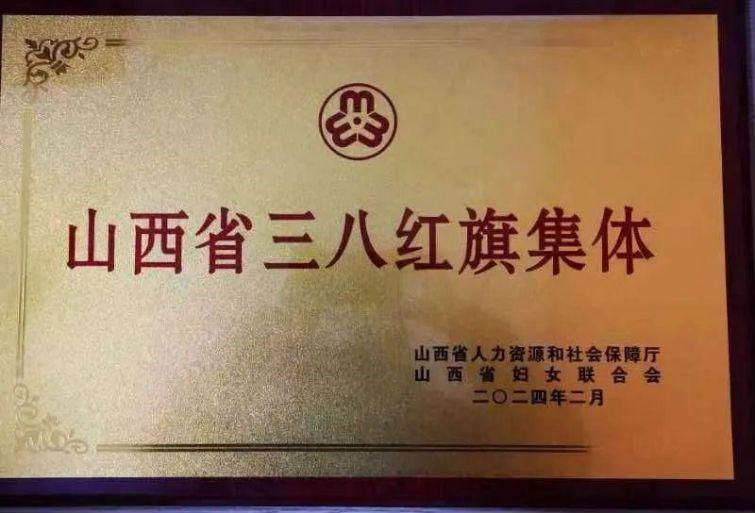 山西省三八红旗集体
山西省人力资源和社会保障厅
山西省妇女联合会
二〇二四年二月